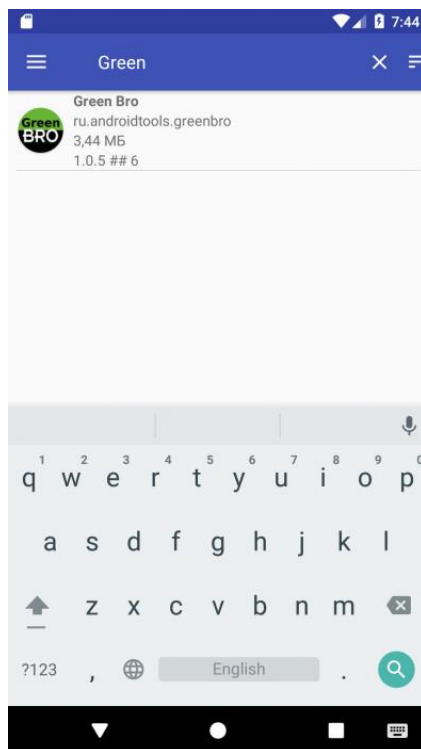 7:44
Green
Green
BRO
Green Bro
ru.androidtools.greenbro
3,44 МБ
1.0.5 ## 6
1 2 3 4 5 6 7 8 9 0
q w e r t y u i o p
a s d f g h j k l
z x c v b n m
?123 , English .